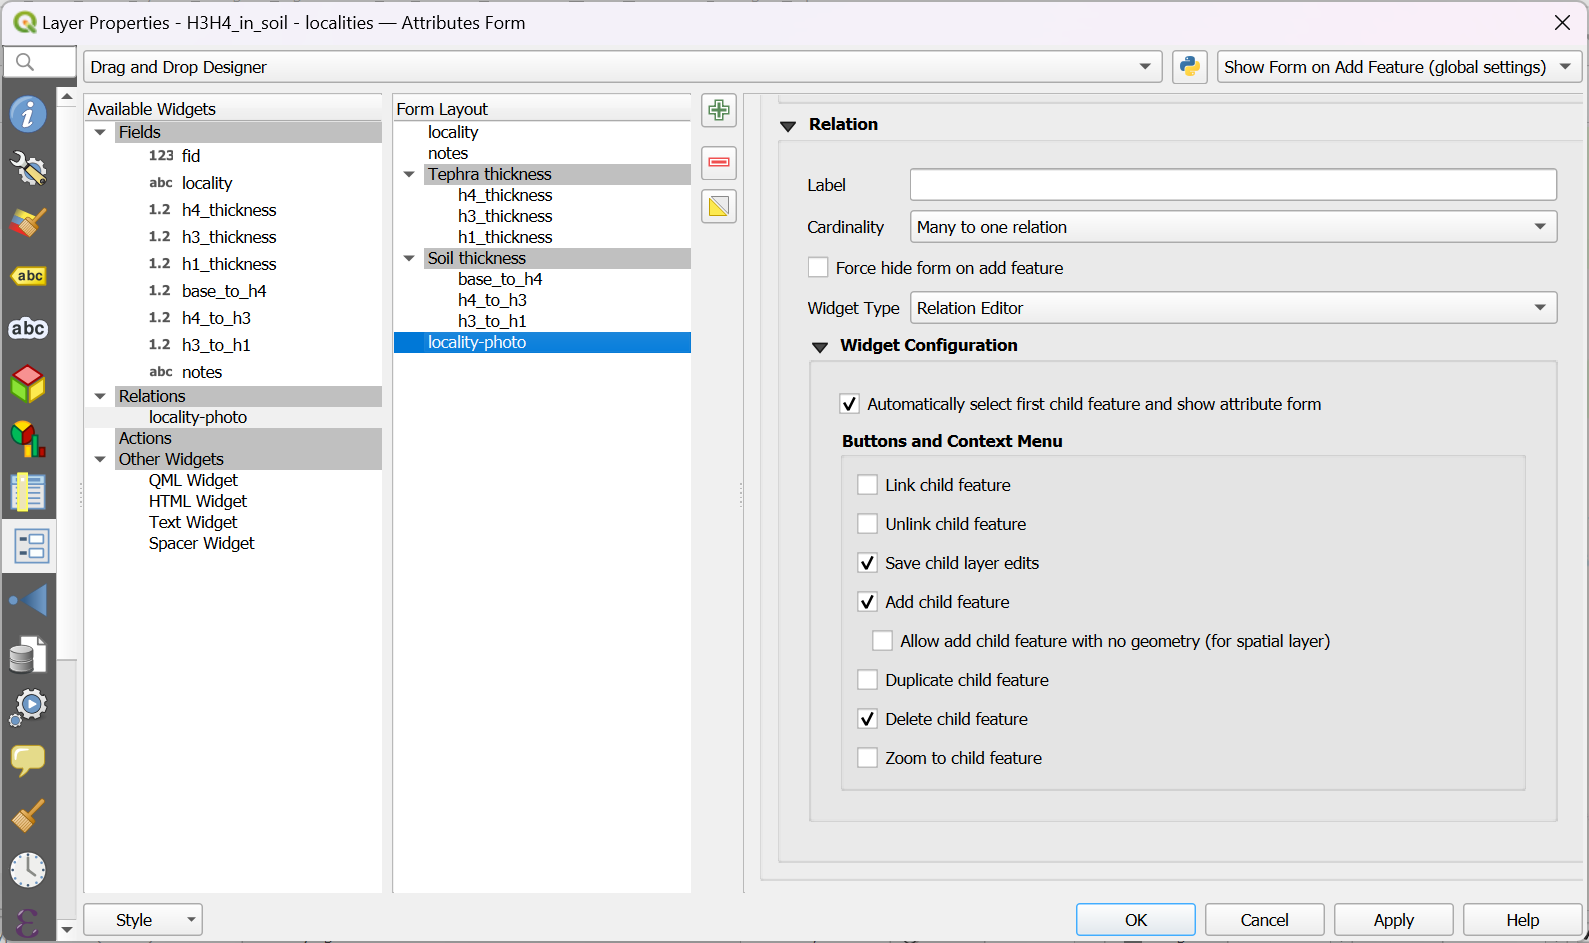 Layer Properties - H3H4_in_soil - localities — Attributes Form
Drag and Drop Designer
Show Form on Add Feature (global settings)
Available Widgets
Fields
123 fid
abc locality
1.2 h4_thickness
1.2 h3_thickness
1.2 h1_thickness
1.2 base_to_h4
1.2 h4_to_h3
1.2 h3_to_h1
abc notes
Relations
locality-photo
Actions
Other Widgets
QML Widget
HTML Widget
Text Widget
Spacer Widget
Form Layout
locality
notes
Tephra thickness
h4_thickness
h3_thickness
h1_thickness
Soil thickness
base_to_h4
h4_to_h3
h3_to_h1
locality-photo
Relation
Label
Cardinality
Many to one relation
Force hide form on add feature
Widget Type
Relation Editor
Widget Configuration
Automatically select first child feature and show attribute form
Buttons and Context Menu
Link child feature
Unlink child feature
Save child layer edits
Add child feature
Allow add child feature with no geometry (for spatial layer)
Duplicate child feature
Delete child feature
Zoom to child feature
abc
abc
Style
OK
Cancel
Apply
Help